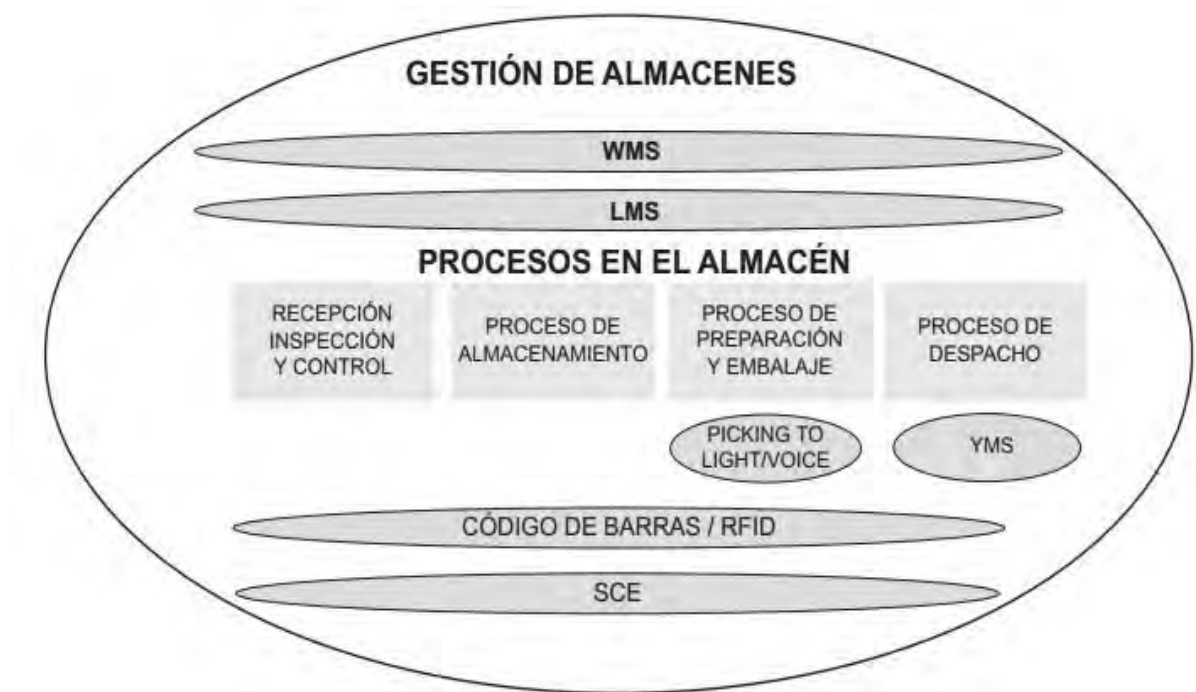 GESTIÓN DE ALMACENES
WMS
LMS
PROCESOS EN EL ALMACÉN
RECEPCIÓN
INSPECCIÓN
Y CONTROL
PROCESO DE
ALMACENAMIENTO
PROCESO DE
PREPARACIÓN
Y EMBALAJE
PROCESO DE
DESPACHO
PICKING TO
LIGHT/VOICE
YMS
CÓDIGO DE BARRAS / RFID
SCE